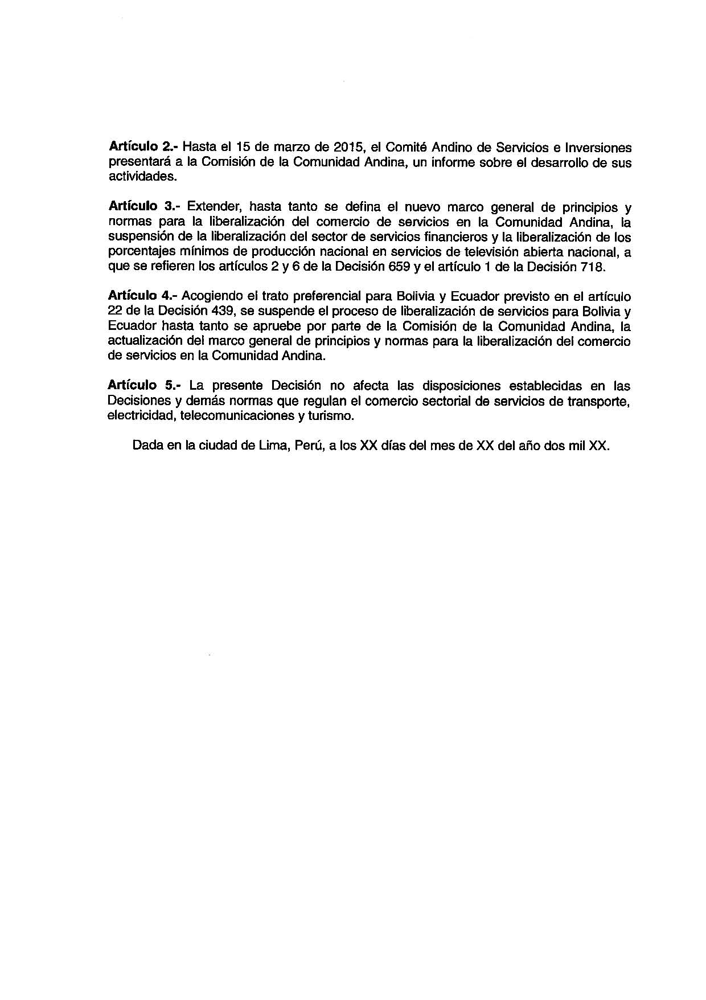 Artículo 2.- Hasta el 15 de marzo de 2015, el Comité Andino de Servicios e Inversiones
presentará a la Comisión de la Comunidad Andina, un informe sobre el desarrollo de sus
actividades.
Artículo 3.- Extender, hasta tanto se defina el nuevo marco general de principios y
normas para la liberalización del comercio de servicios en la Comunidad Andina, la
suspensión de la liberalización del sector de servicios financieros y la liberalización de los
porcentajes mínimos de producción nacional en servicios de televisión abierta nacional, a
que se refieren los artículos 2 y 6 de la Decisión 659 y el artículo 1 de la Decisión 718.
Artículo 4.- Acogiendo el trato preferencial para Bolivia y Ecuador previsto en el artículo
22 de la Decisión 439, se suspende el proceso de liberalización de servicios para Bolivia y
Ecuador hasta tanto se apruebe por parte de la Comisión de la Comunidad Andina, la
actualización del marco general de principios y normas para la liberalización del comercio
de servicios en la Comunidad Andina.
Artículo 5.- La presente Decisión no afecta las disposiciones establecidas en las
Decisiones y demás normas que regulan el comercio sectorial de servicios de transporte,
electricidad, telecomunicaciones y turismo.
Dada en la ciudad de Lima, Perú, a los XX días del mes de XX del año dos mil XX.